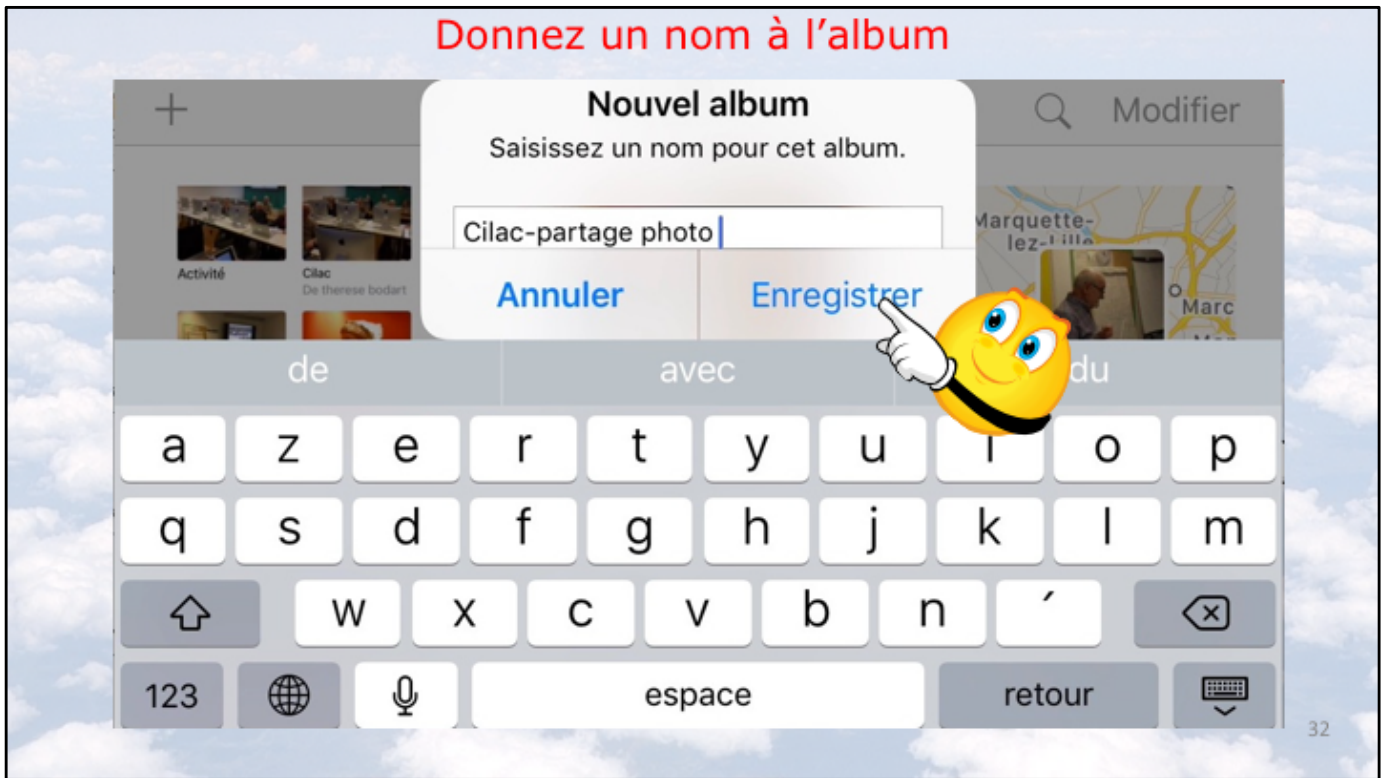 Donnez un nom à l’album
+ Nouvel album Modifier
Saisissez un nom pour cet album.
Cilac-partage photo
Marquette-
lez-Lille
Activité Cilac
De therese bodart
Annuler Enregistrer
Marc
de avec du
a z e r t y u i o p
q s d f g h j k l m
w x c v b n ´
123 espace retour
32